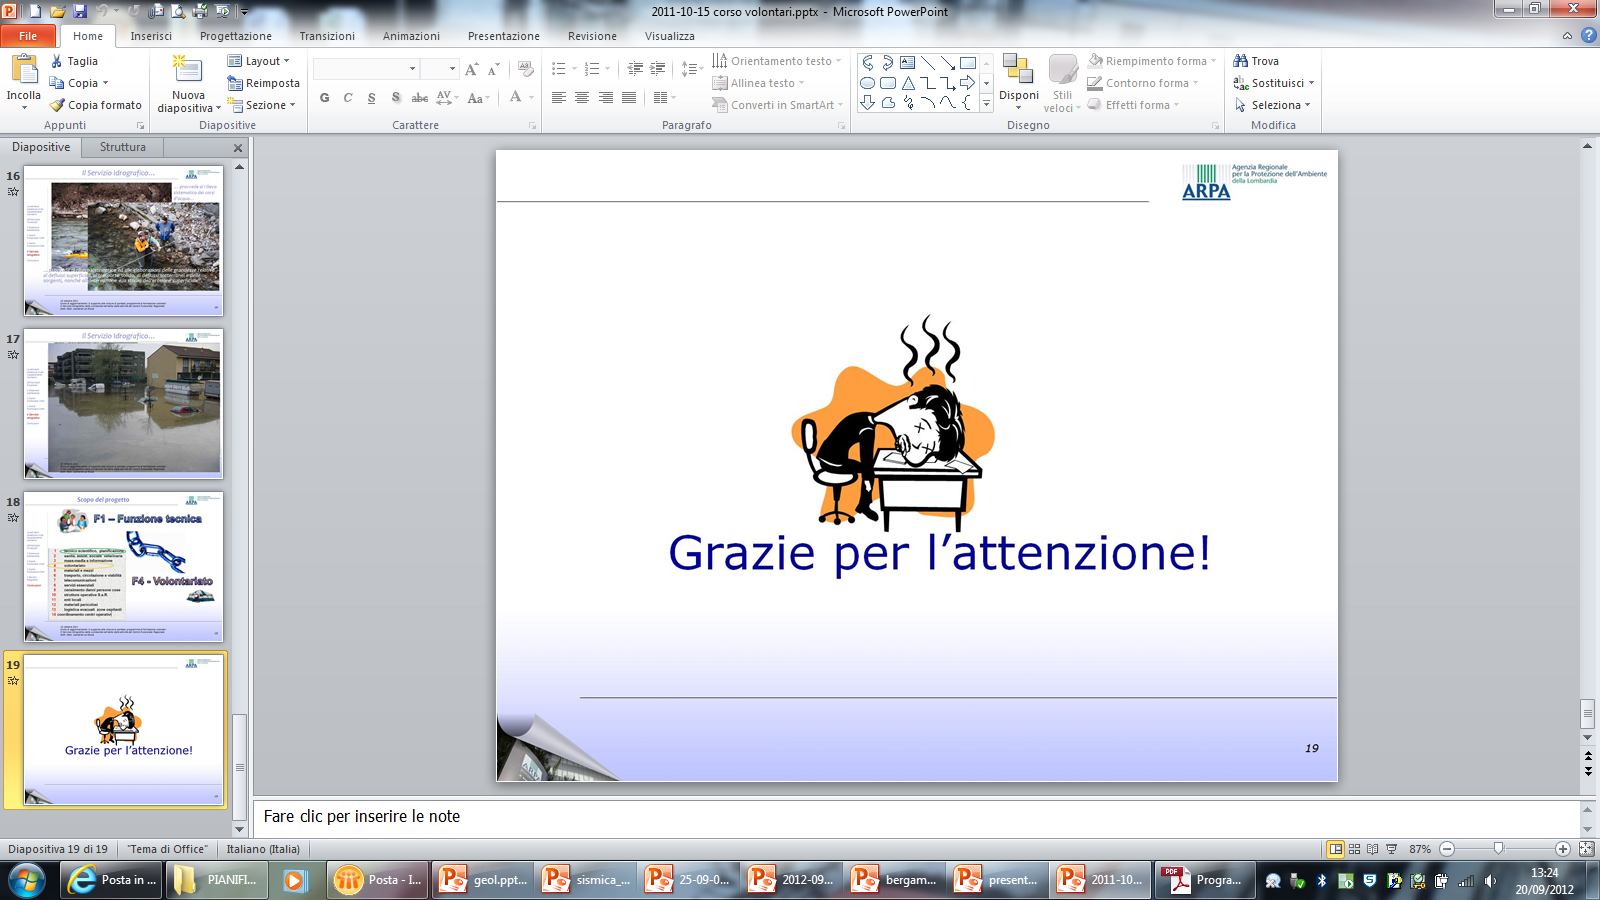 2011-10-15 corso volontari.pptx - Microsoft PowerPoint
File Home Inserisci Progettazione Transizioni Animazioni Presentazione Revisione Visualizza
Incolla
Taglia
Copia
Copia formato
Appunti
Nuova diapositiva
Layout
Reimposta
Sezione
Diapositive
G C S S abc AV Aa A
Carattere
Orientamento testo
Allinea testo
Converti in SmartArt
Paragrafo
Disponi
Stili veloci
Riempimento forma
Contorno forma
Effetti forma
Disegno
Trova
Sostituisci
Seleziona
Modifica
Diapositive Struttura
16
Il Servizio Idrografico...
17
Il Servizio Idrografico...
18
Scopo del progetto
ARPA
F1 – Funzione tecnica
F4 - Volontariato
19
ARPA
Grazie per l’attenzione!
ARPA
Agenzia Regionale
per la Protezione dell'Ambiente
della Lombardia
Grazie per l’attenzione!
ARPA
19
Fare clic per inserire le note
Diapositiva 19 di 19 "Tema di Office" Italiano (Italia) 87%
Posta in ... PIANIFI... Posta - I... geol.ppt... sismica_... 25-09-0... 2012-09... bergam... present... 2011-10... Progra...
13:24
20/09/2012